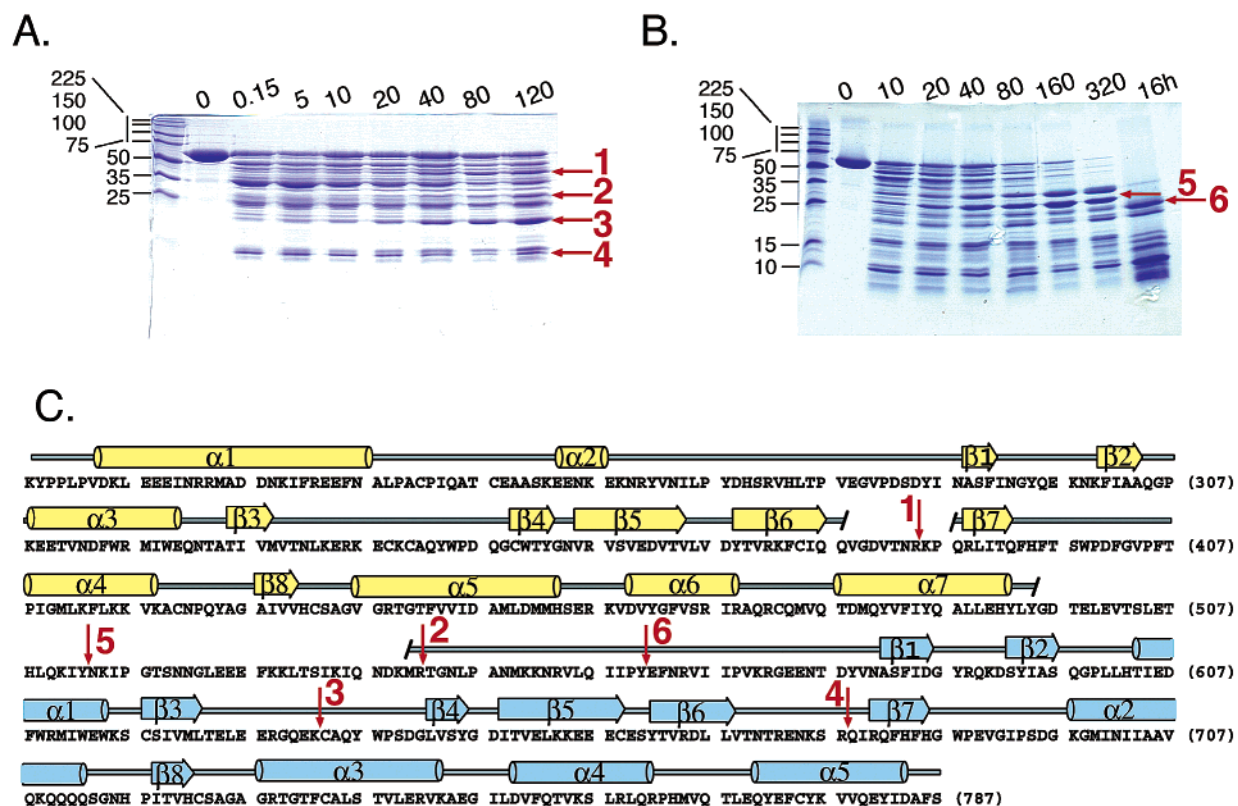 A.
225
150
100
75
50
35
25
0 0.15 5 10 20 40 80 120
1
2
3
4
B.
225
150
100
75
50
35
25
15
10
0 10 20 40 80 160 320 16h
5
6
C.
α1 α2 β1 β2
KYPPLPVDKL EEEINRRMAD DNKIFREEFN ALPACPIQAT CEAASKEENK EKNRYVNILP YDHSRVHLTP VEGVPDSDYI NASFINGYQE KNKFIAAQGP (307)
α3 β3 β4 β5 β6 1 β7
KEETVNDFWR MIWEQNTATI VMVTNLKERK ECKCAQYWPD QGCWTYGNVR VSVEDVTVLV DYTVRKFCIQ QVGDVTNRKP QRLITQFHFT SWPDFGVPFT (407)
α4 β8 α5 α6 α7
PIGMLKFLKK VKACNPQYAG AIVVHCSAGV GRTGTFVVID AMLDMMHSER KVDVYGFVSR IRAQRCQMVQ TDMQYVFIYQ ALLEHYLYGD TELEVTSLET (507)
5 2 6 β1 β2
HLQKIYNKIP GTSNNGLEEE FKKLTSIKIQ NDKMRTGNLP ANMKKNRVLQ IIPYEFNRVI IPVKRGEENT DYVNASFIDG YRQKDSYIAS QGPLLHTIED (607)
α1 β3 3 β4 β5 β6 4 β7 α2
FWRMIWEWKS CSIVMLTELE ERGQEKCAQY WPSDGLVSYG DITVELKKEE ECESYTVRDL LVTNTRENKS RQIRQFHFHG WPEVGIPSDG KGMINIIAAV (707)
β8 α3 α4 α5
QKQQQQSGNH PITVHCSAGA GRTGTFCALS TVLERVKAEG ILDVFQTVKS LRLQRPHMVQ TLEQYEFCYK VVQEYIDAFS (787)